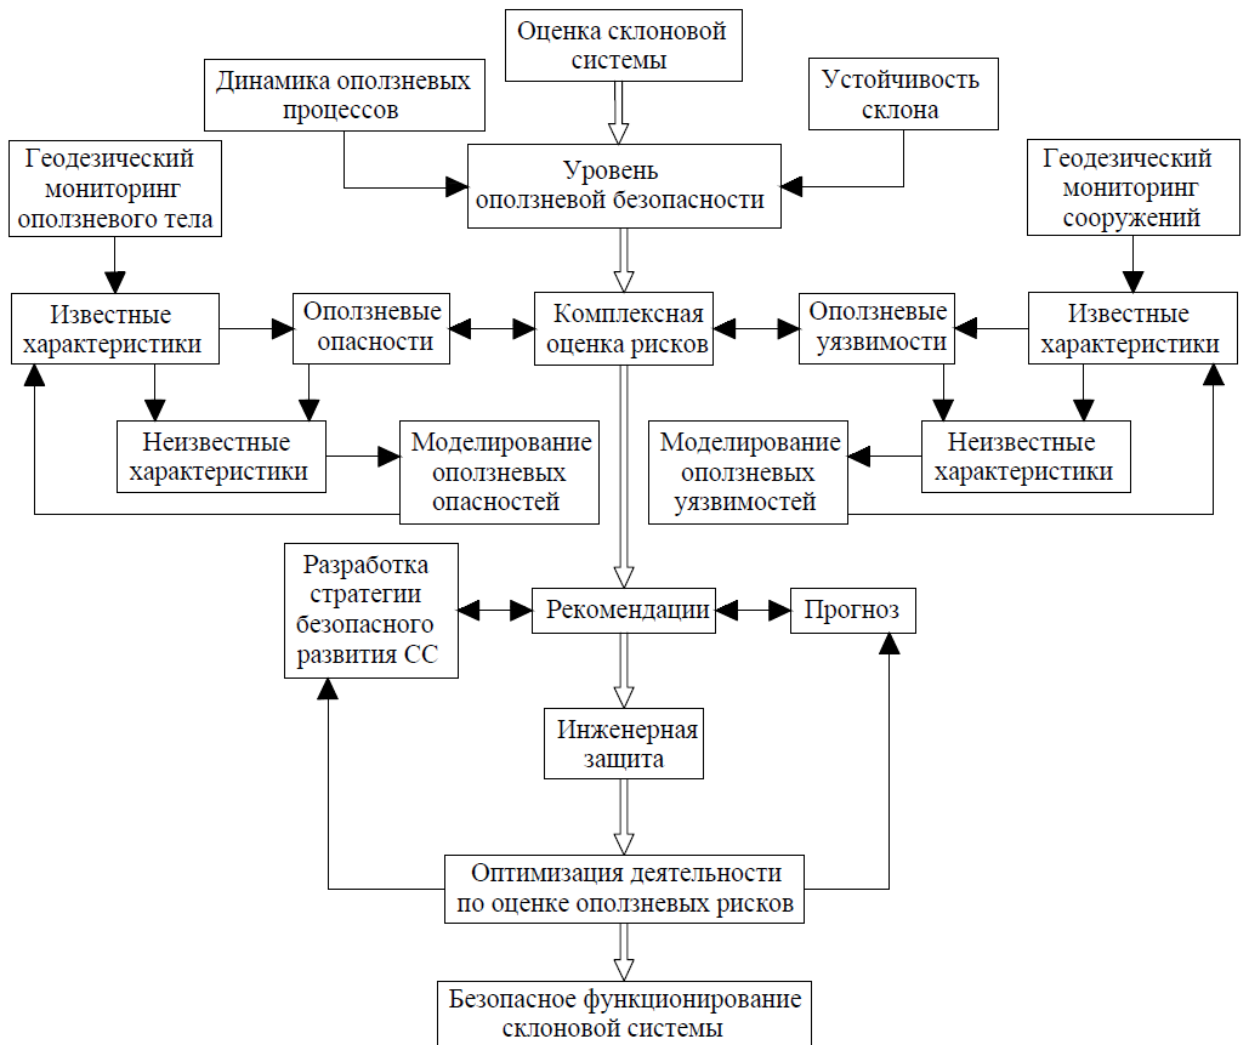 Оценка склоновой
системы
Динамика оползневых
процессов
Устойчивость
склона
Геодезический
мониторинг
оползневого тела
Уровень
оползневой безопасности
Геодезический
мониторинг
сооружений
Известные
характеристики
Оползневые
опасности
Комплексная
оценка рисков
Оползневые
уязвимости
Известные
характеристики
Неизвестные
характеристики
Моделирование
оползневых
опасностей
Моделирование
оползневых
уязвимостей
Неизвестные
характеристики
Разработка
стратегии
безопасного
развития СС
Рекомендации
Прогноз
Инженерная
защита
Оптимизация деятельности
по оценке оползневых рисков
Безопасное функционирование
склоновой системы